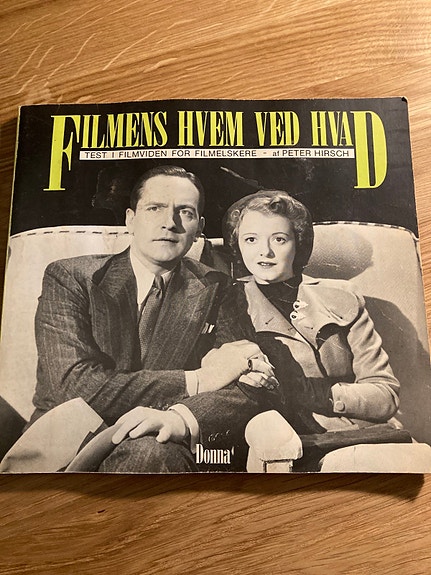 FILMENS HVEM VED HVAD
TEST I FILMVIDEN FOR FILMELSKERE - af PETER HIRSCH
Donna'